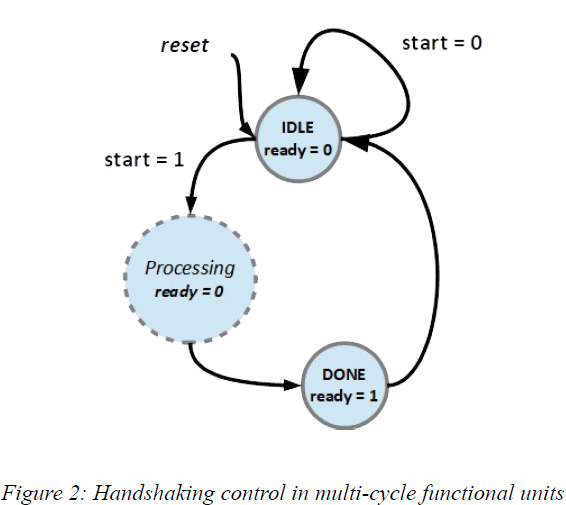 reset
start = 0
IDLE
ready = 0
start = 1
Processing
ready = 0
DONE
ready = 1
Figure 2: Handshaking control in multi-cycle functional units